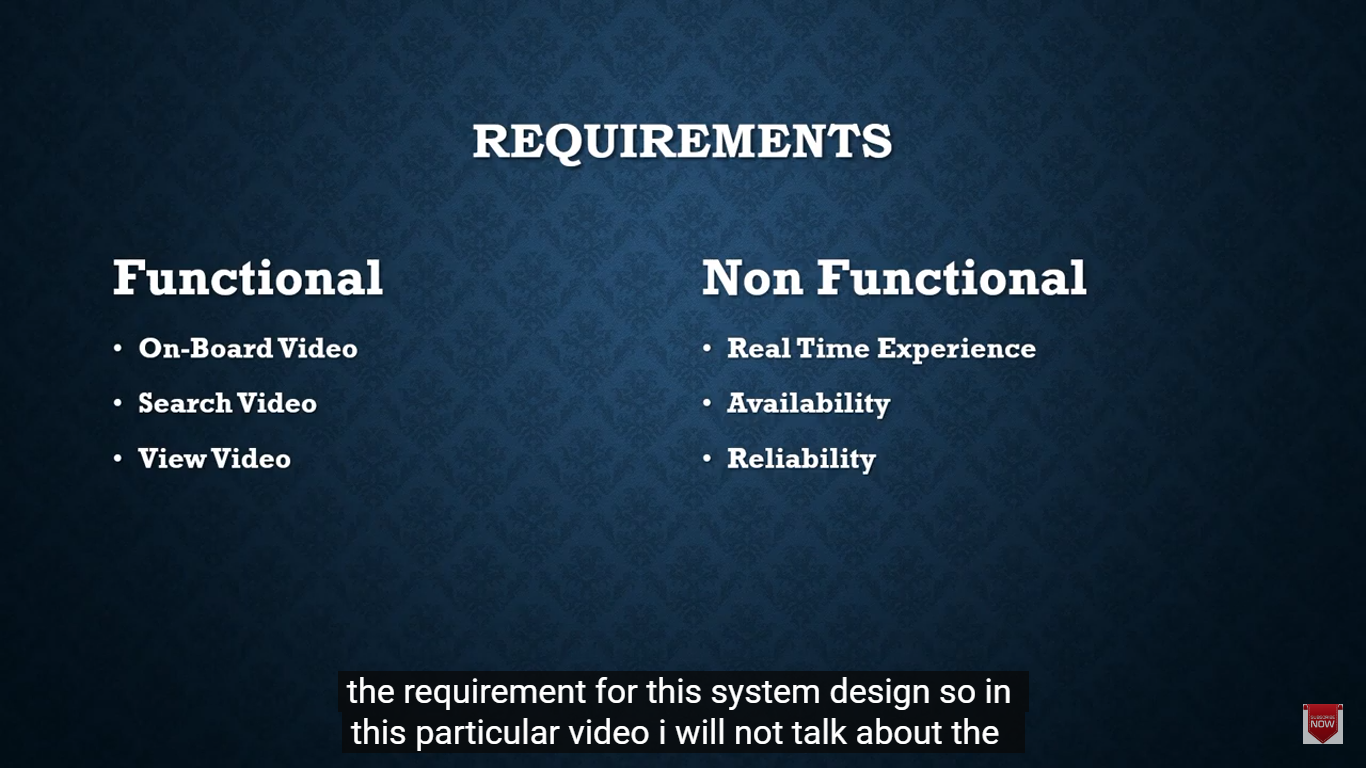 REQUIREMENTS
Functional
• On-Board Video
• Search Video
• View Video
Non Functional
• Real Time Experience
• Availability
• Reliability
the requirement for this system design so in
this particular video i will not talk about the
SUBSCRIBE
NOW